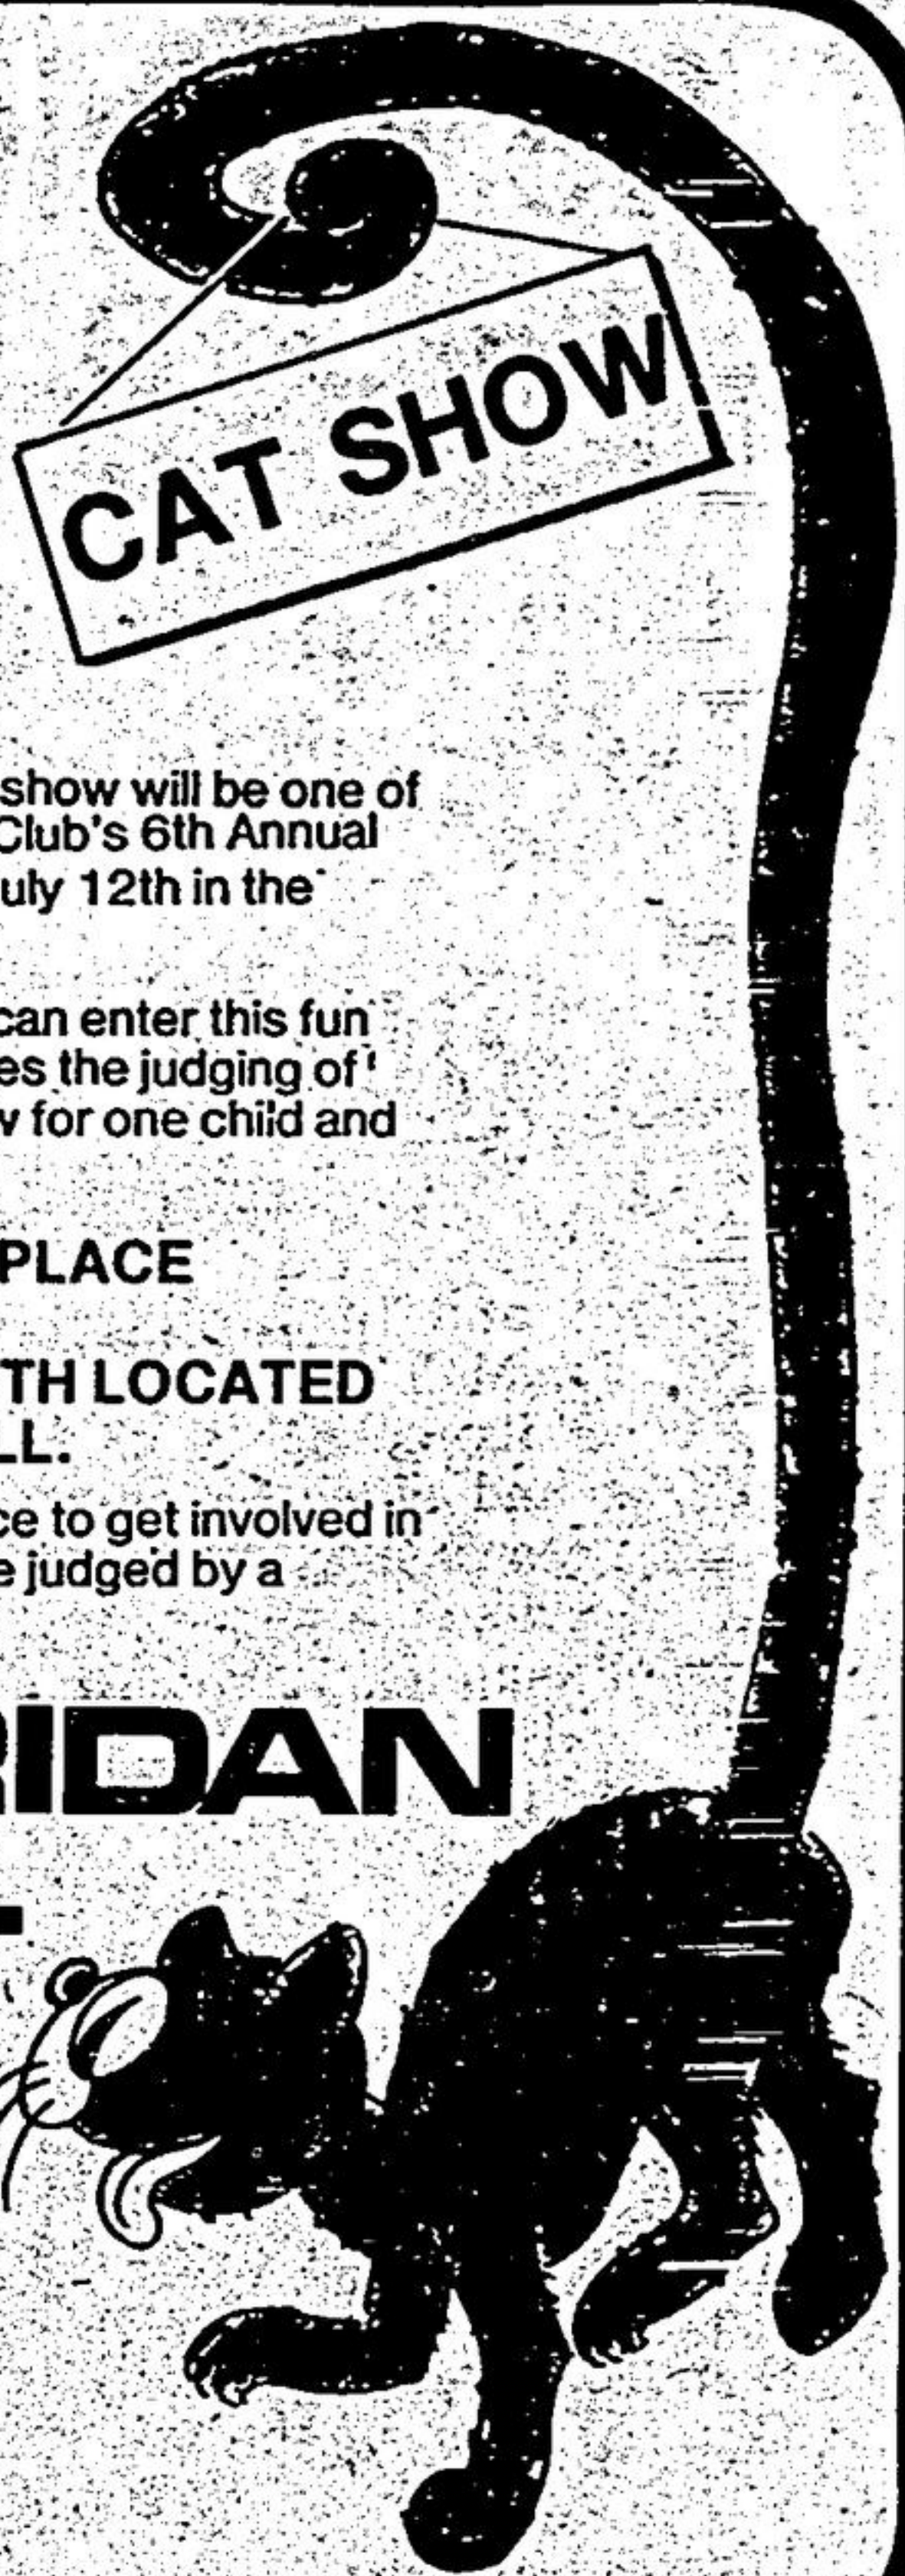 CAT SHOW
show will be one of
Club's 6th Annual
uly 12th in the
can enter this fun
es the judging of
w for one child and
PLACE
TH LOCATED
LL.
ce to get involved in
e judged by a
RIDAN